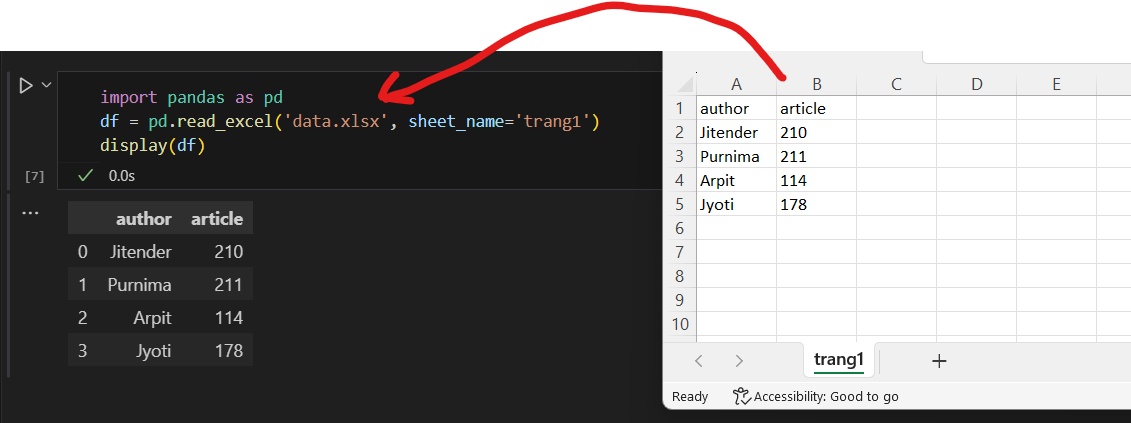 import pandas as pd
df = pd.read_excel('data.xlsx', sheet_name='trang1')
display(df)
[7]
0.0s
...
author article
0 Jitender 210
1 Purnima 211
2 Arpit 114
3 Jyoti 178
A B C D E
1 author article
2 Jitender 210
3 Purnima 211
4 Arpit 114
5 Jyoti 178
6
7
8
9
10
trang1
Ready Accessibility: Good to go